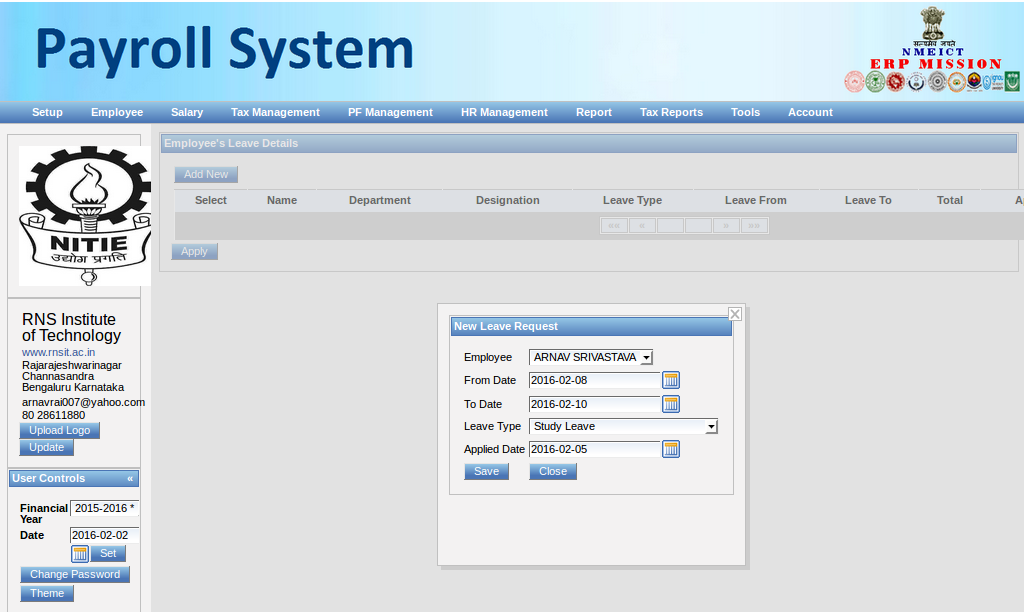 Payroll System
सत्यमेव जयते
NMEICT
ERP MISSION
Setup Employee Salary Tax Management PF Management HR Management Report Tax Reports Tools Account
NITIE
उद्योग प्रगति
RNS Institute
of Technology
www.rnsit.ac.in
Rajarajeshwarinagar
Channasandra
Bengaluru Karnataka
arnavrai007@yahoo.com
80 28611880
Upload Logo
Update
User Controls «
Financial Year 2015-2016 *
Date 2016-02-02
Set
Change Password
Theme
Employee's Leave Details
Add New
Select Name Department Designation Leave Type Leave From Leave To Total
«« « » »»
Apply
New Leave Request
Employee ARNAV SRIVASTAVA
From Date 2016-02-08
To Date 2016-02-10
Leave Type Study Leave
Applied Date 2016-02-05
Save Close